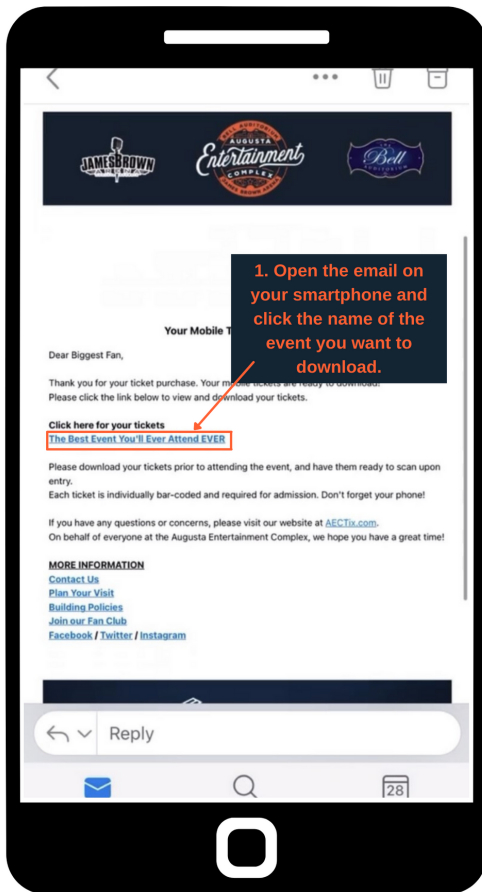 JAMES BROWN
BELL AUDITORIUM
AUGUSTA
Entertainment
COMPLEX
JAMES BROWN ARENA
THE
Bell
AUDITORIUM
1. Open the email on
your smartphone and
click the name of the
event you want to
download.
Your Mobile T
Dear Biggest Fan,
Thank you for your ticket purchase. Your mobile tickets are ready to download!
Please click the link below to view and download your tickets.
Click here for your tickets
The Best Event You'll Ever Attend EVER
Please download your tickets prior to attending the event, and have them ready to scan upon
entry.
Each ticket is individually bar-coded and required for admission. Don't forget your phone!
If you have any questions or concerns, please visit our website at AECTix.com.
On behalf of everyone at the Augusta Entertainment Complex, we hope you have a great time!
MORE INFORMATION
Contact Us
Plan Your Visit
Building Policies
Join our Fan Club
Facebook / Twitter / Instagram
Reply
28